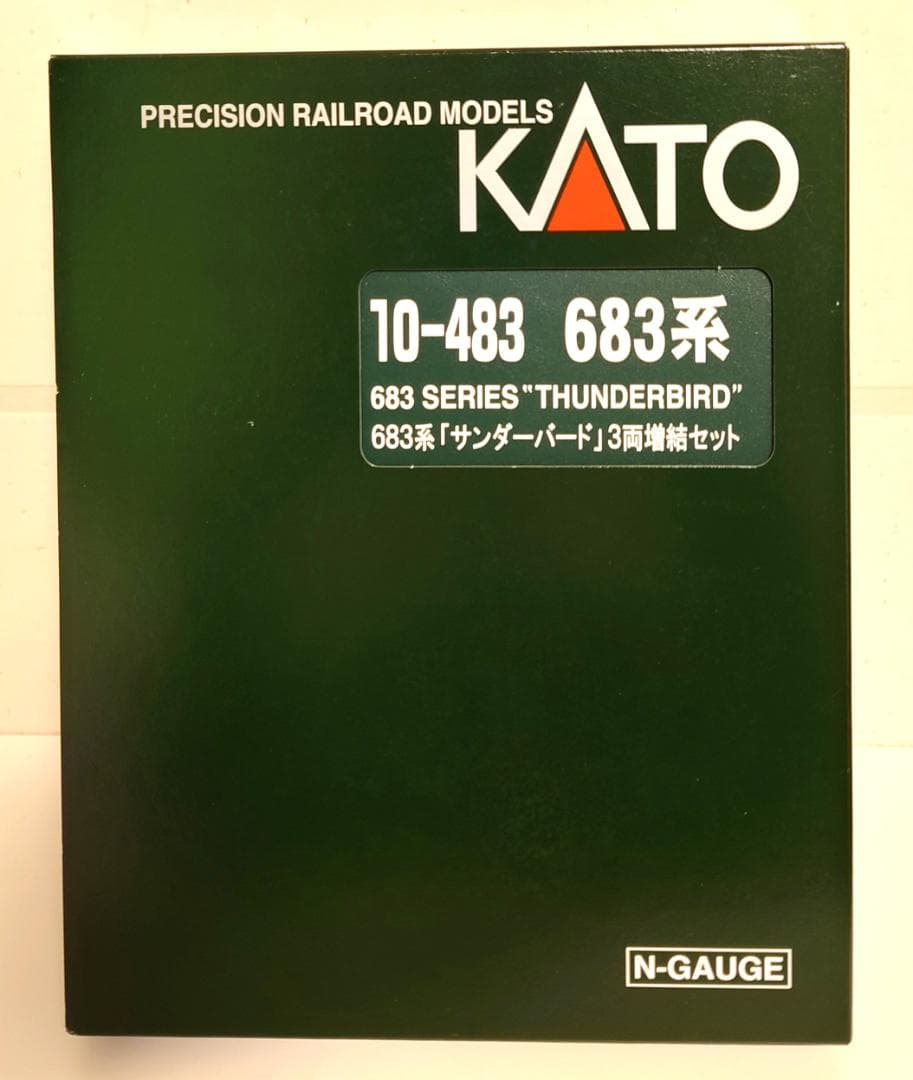 PRECISION RAILROAD MODELS
KATO
10-483 683系
683 SERIES "THUNDERBIRD"
683系「サンダーバード」3両増結セット
N-GAUGE